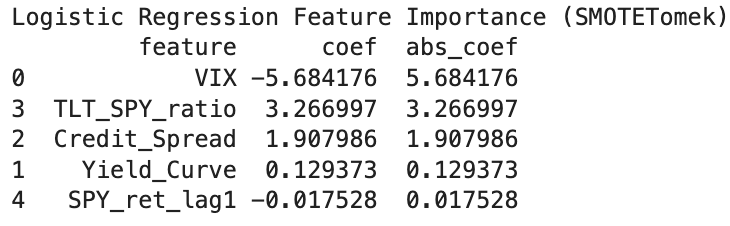 Logistic Regression Feature Importance (SMOTETomek)
feature coef abs_coef
0 VIX -5.684176 5.684176
3 TLT_SPY_ratio 3.266997 3.266997
2 Credit_Spread 1.907986 1.907986
1 Yield_Curve 0.129373 0.129373
4 SPY_ret_lag1 -0.017528 0.017528